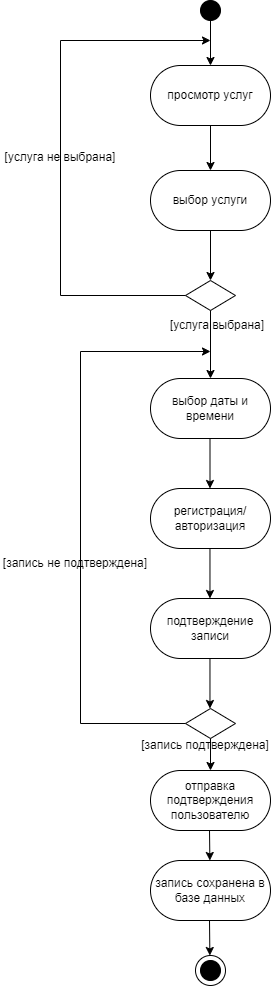 просмотр услуг
[услуга не выбрана]
выбор услуги
[услуга выбрана]
выбор даты и
времени
регистрация/
авторизация
[запись не подтверждена]
подтверждение
записи
[запись подтверждена]
отправка
подтверждения
пользователю
запись сохранена в
базе данных